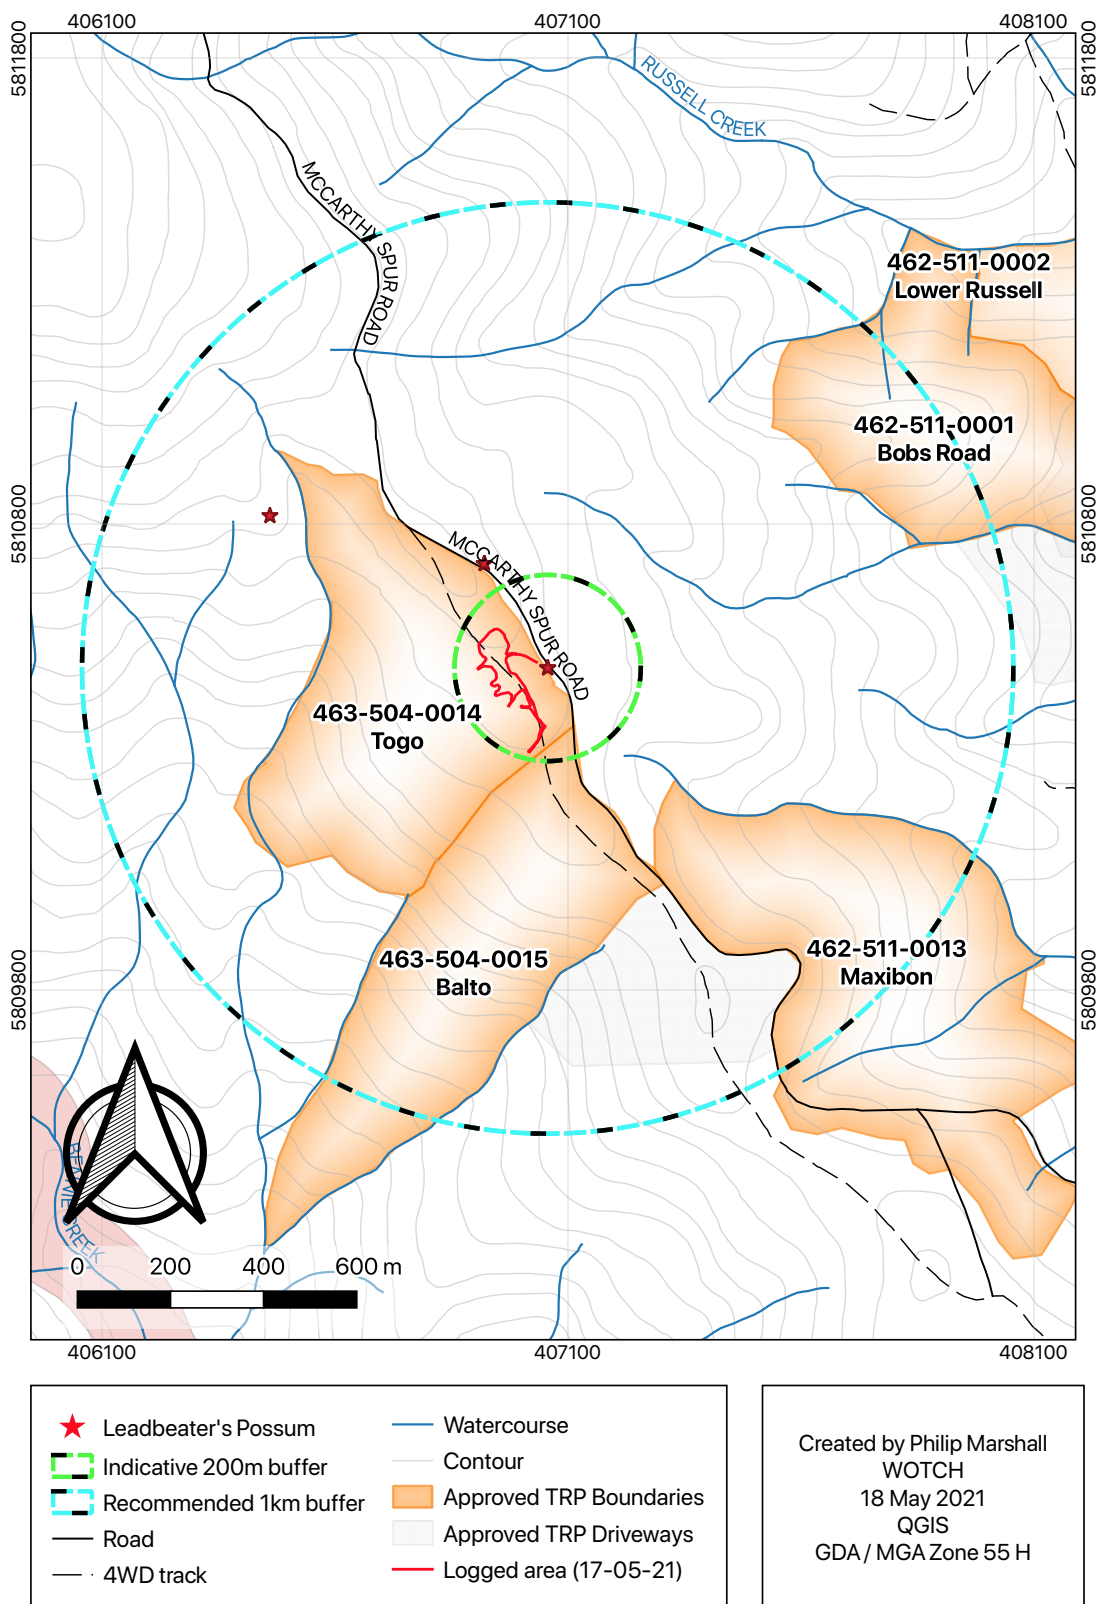 406100 407100 408100
5811800 5811800
RUSSELL CREEK
MCCARTHY SPUR ROAD
462-511-0002
Lower Russell
462-511-0001
Bobs Road
5810800 5810800
MCCARTHY SPUR ROAD
463-504-0014
Togo
463-504-0015
Balto
462-511-0013
Maxibon
5809800 5809800
CREEK
0 200 400 600 m
406100 407100 408100
Leadbeater's Possum
Indicative 200m buffer
Recommended 1km buffer
Road
4WD track
Watercourse
Contour
Approved TRP Boundaries
Approved TRP Driveways
Logged area (17-05-21)
Created by Philip Marshall
WOTCH
18 May 2021
QGIS
GDA / MGA Zone 55 H